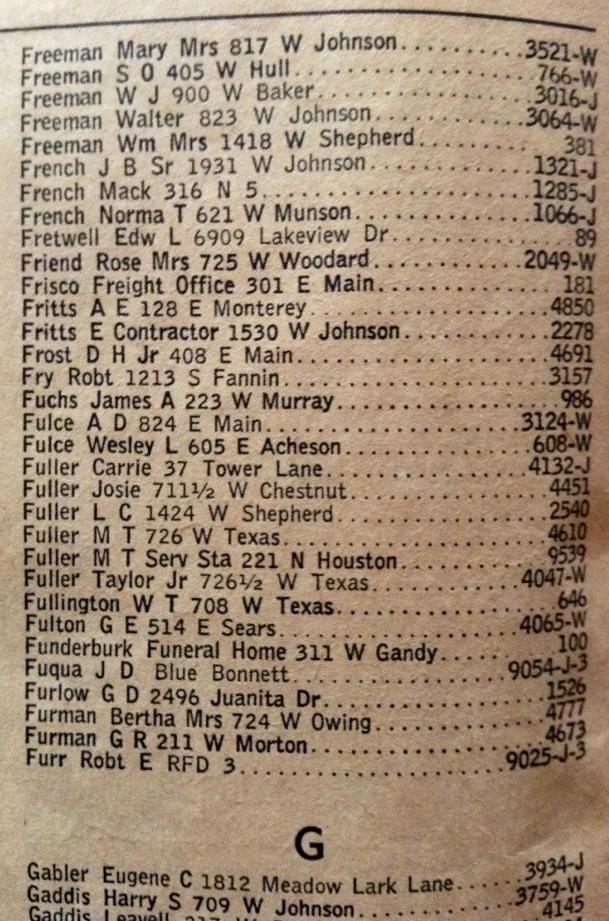 Freeman Mary Mrs 817 W Johnson..........3521-W
Freeman S O 405 W Hull....................766-W
Freeman W J 900 W Baker.................3016-J
Freeman Walter 823 W Johnson............3064-W
Freeman Wm Mrs 1418 W Shepherd..........381
French J B Sr 1931 W Johnson.............1321-J
French Mack 316 N 5......................1285-J
French Norma T 621 W Munson.............1066-J
Fretwell Edw L 6909 Lakeview Dr............89
Friend Rose Mrs 725 W Woodard...........2049-W
Frisco Freight Office 301 E Main............181
Fritts A E 128 E Monterey.................4850
Fritts E Contractor 1530 W Johnson........2278
Frost D H Jr 408 E Main...................4691
Fry Robt 1213 S Fannin....................3157
Fuchs James A 223 W Murray................986
Fulce A D 824 E Main....................3124-W
Fulce Wesley L 605 E Acheson.............608-W
Fuller Carrie 37 Tower Lane..............4132-J
Fuller Josie 711½ W Chestnut..............4451
Fuller L C 1424 W Shepherd................2540
Fuller M T 726 W Texas....................4610
Fuller M T Serv Sta 221 N Houston.........9539
Fuller Taylor Jr 726½ W Texas...........4047-W
Fullington W T 708 W Texas.................646
Fulton G E 514 E Sears..................4065-W
Funderburk Funeral Home 311 W Gandy.......100
Fuqua J D Blue Bonnett................9054-J-3
Furlow G D 2496 Juanita Dr................1526
Furman Bertha Mrs 724 W Owing............4777
Furman G R 211 W Morton...................4673
Furr Robt E RFD 3......................9025-J-3
G
Gabler Eugene C 1812 Meadow Lark Lane....3934-J
Gaddis Harry S 709 W Johnson............3759-W
Gaddis Leavell 4145